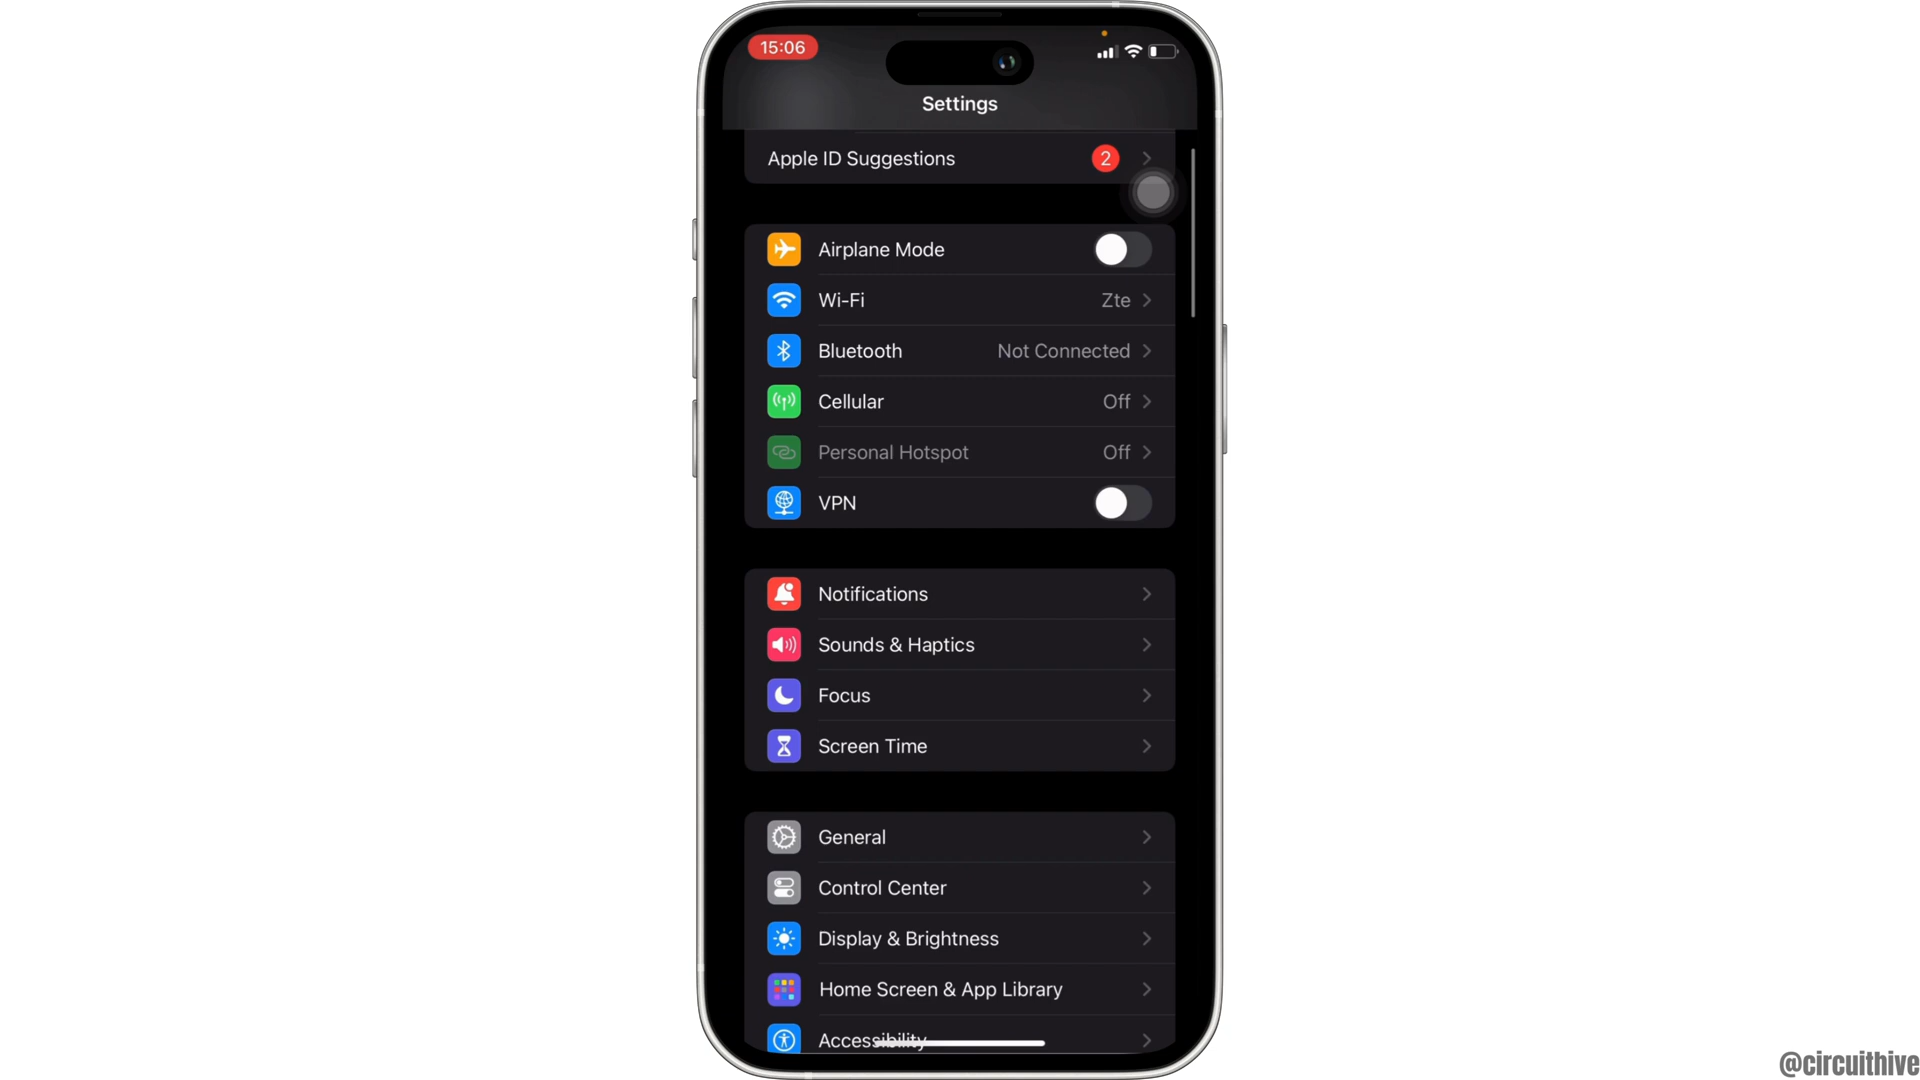 15:06
Settings
Apple ID Suggestions 2
Airplane Mode
Wi-Fi Zte
Bluetooth Not Connected
Cellular Off
Personal Hotspot Off
VPN
Notifications
Sounds & Haptics
Focus
Screen Time
General
Control Center
Display & Brightness
Home Screen & App Library
Accessibility
@circuithive